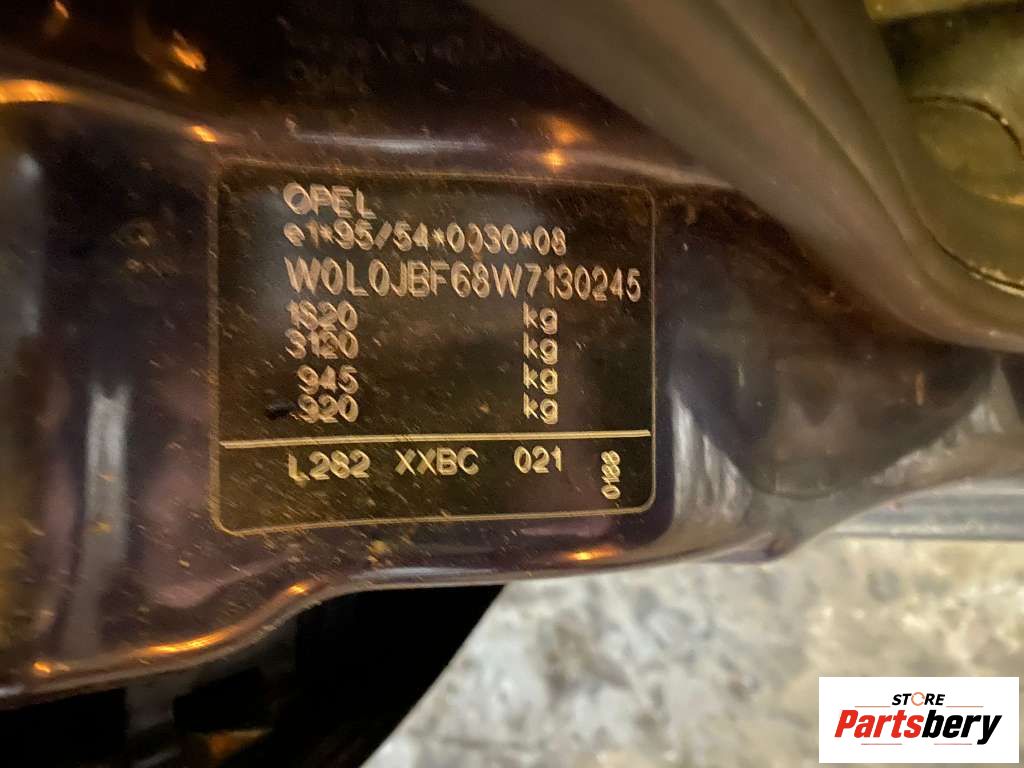 OPEL
e1*95/54*0030*08
W0L0JBF68W7130245
1820 kg
3120 kg
945 kg
920 kg
L282 XXBC 021
0188
STORE
Partsbery